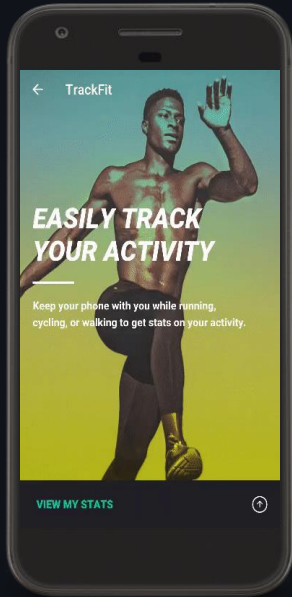 TrackFit
EASILY TRACK
YOUR ACTIVITY
Keep your phone with you while running,
cycling, or walking to get stats on your activity.
VIEW MY STATS